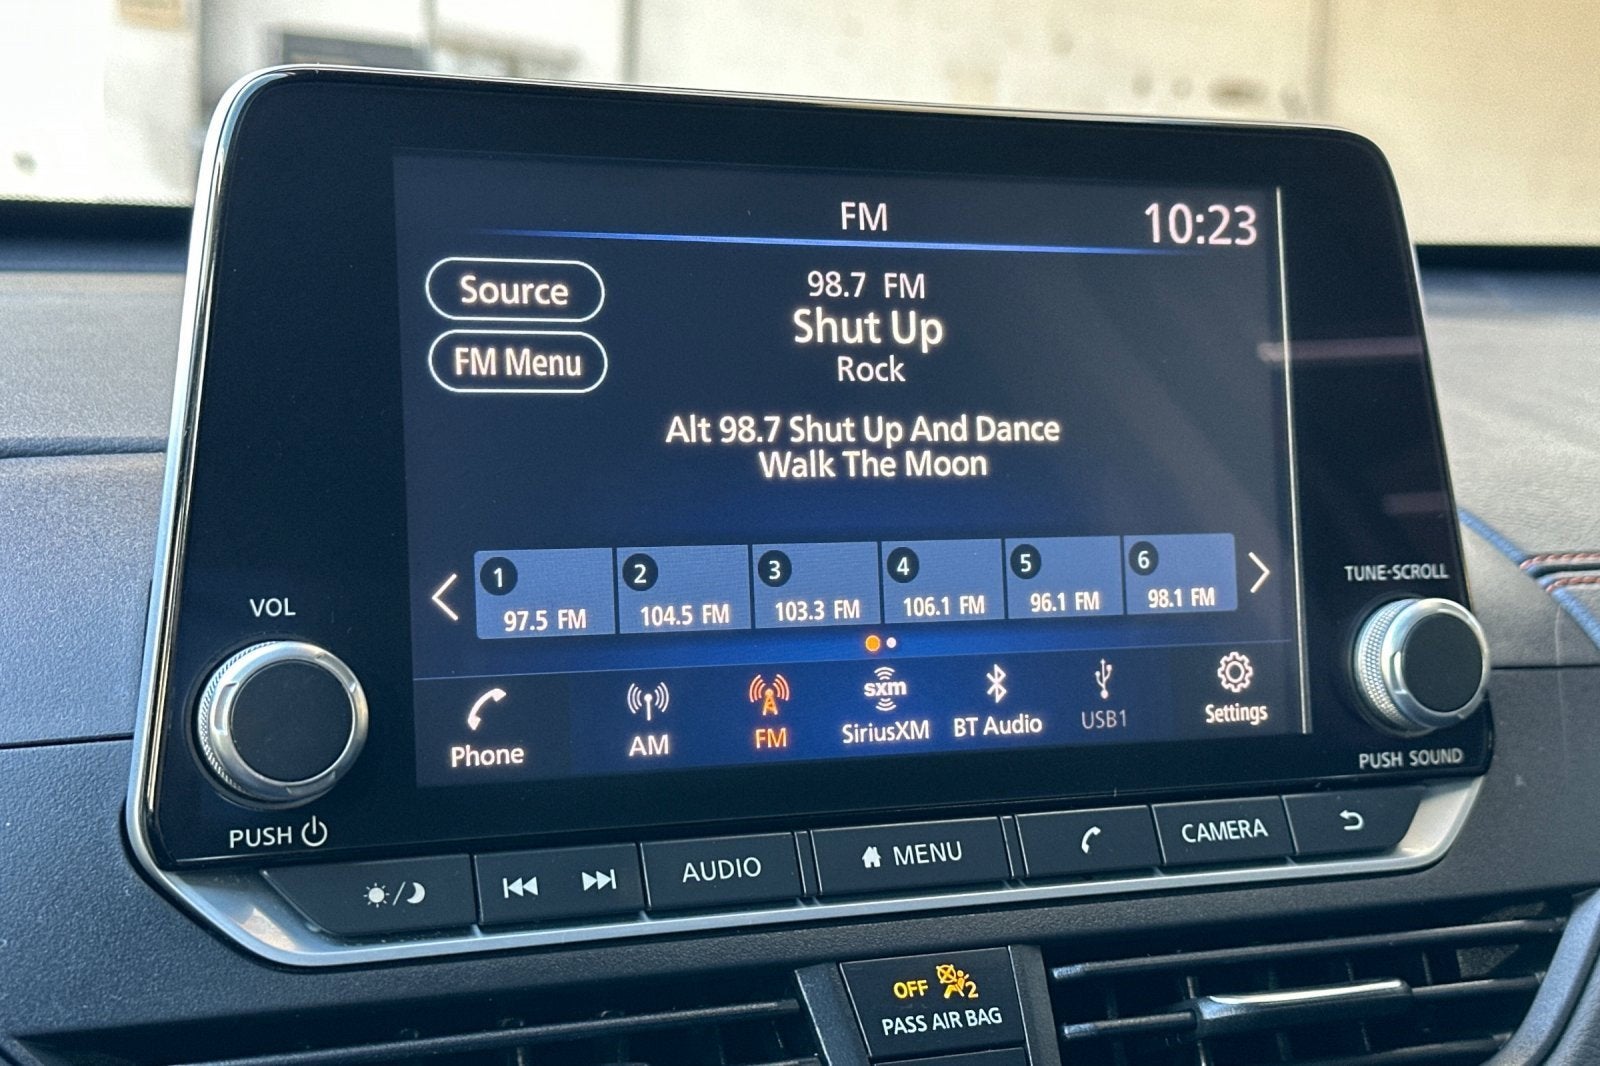 FM
10:23
Source
98.7 FM
Shut Up
FM Menu
Rock
Alt 98.7 Shut Up And Dance
Walk The Moon
1
97.5 FM
2
104.5 FM
3
103.3 FM
4
106.1 FM
5
96.1 FM
6
98.1 FM
Phone
AM
FM
sxm
SiriusXM
BT Audio
USB1
Settings
VOL
PUSH
TUNE·SCROLL
PUSH SOUND
AUDIO
MENU
CAMERA
OFF
2
PASS AIR BAG